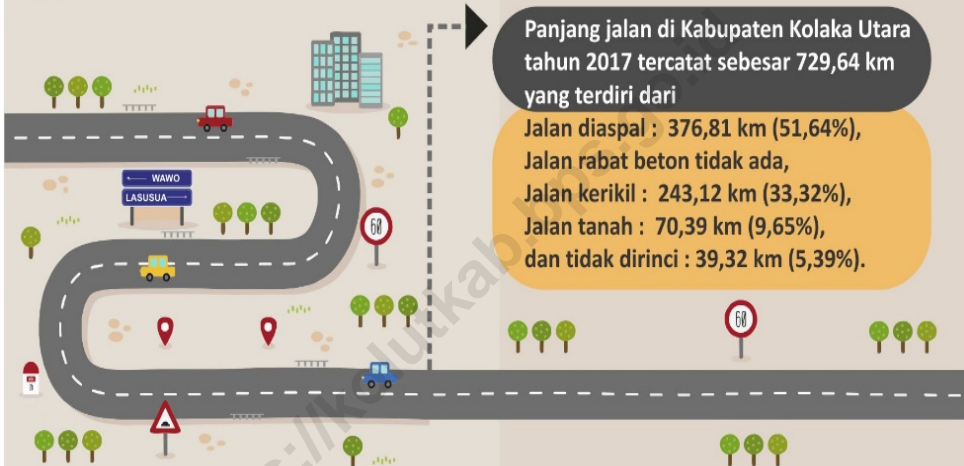 Panjang jalan di Kabupaten Kolaka Utara
tahun 2017 tercatat sebesar 729,64 km
yang terdiri dari
Jalan diaspal : 376,81 km (51,64%),
Jalan rabat beton tidak ada,
Jalan kerikil : 243,12 km (33,32%),
Jalan tanah : 70,39 km (9,65%),
dan tidak dirinci : 39,32 km (5,39%).
WAWO
LASUSUA
60
60